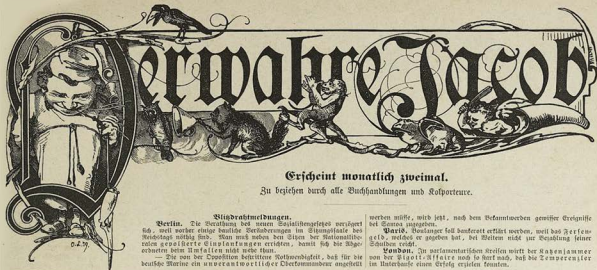 Der wahre Jacob
Erscheint monatlich zweimal.
Zu beziehen durch alle Buchhandlungen und Kolporteure.
Blitzdrahtmeldungen.
Berlin. Die Berathung des neuen Sozialistengesetzes verzögert
sich, weil vorher einige bauliche Veränderungen im Sitzungssaale des
Reichstags nöthig sind. Man will neben den Sitzen der Nationallibe-
ralen gepolsterte Einplankungen errichten, damit sich die Abge-
ordneten beim Umfallen nicht wehe thun.
— Die von der Opposition bestrittene Nothwendigkeit, daß für die
deutsche Marine ein unverantwortlicher Oberkommandeur angestellt
werden müsse, wird jetzt, nach dem Bekanntwerden gewisser Ereignisse
bei Samoa zugegeben.
Paris. Boulanger soll bankerott erklärt werden, weil das Fersen-
geld, welches er gegeben hat, bei Weitem nicht zur Bezahlung seiner
Schulden reicht.
London. In parlamentarischen Kreisen wirkt der Katzenjammer
von der Pigott-Affaire noch so stark nach, daß die Temperenzler
im Unterhause einen Erfolg erzielen konnten.